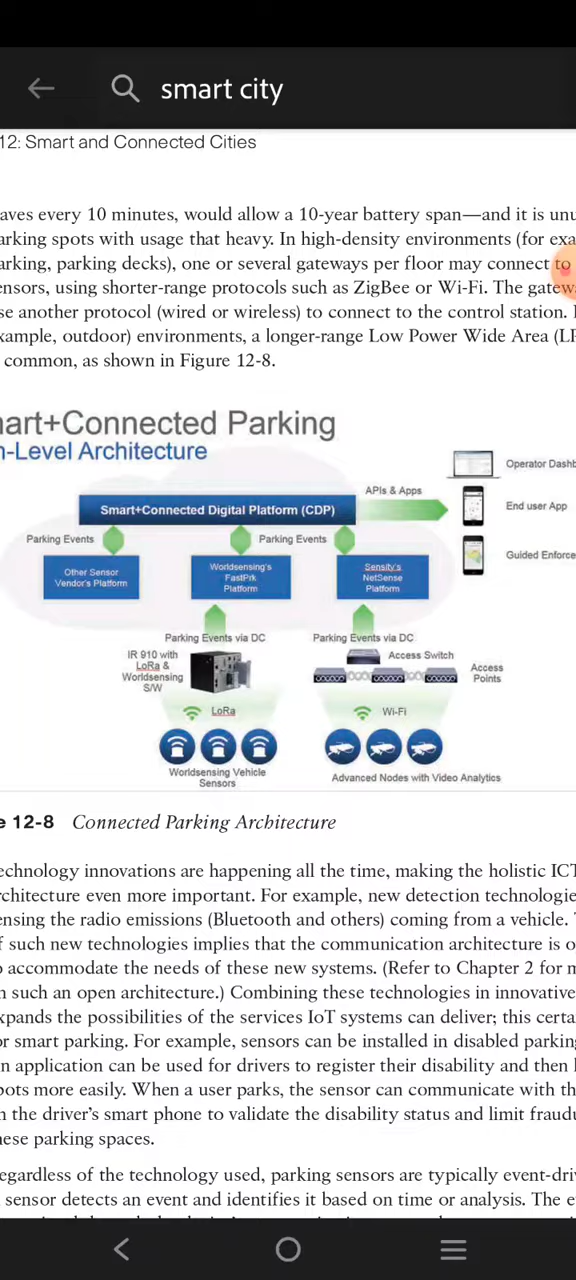 smart city
12: Smart and Connected Cities
aves every 10 minutes, would allow a 10-year battery span—and it is unu
arking spots with usage that heavy. In high-density environments (for exa
arking, parking decks), one or several gateways per floor may connect to
ensors, using shorter-range protocols such as ZigBee or Wi-Fi. The gatew
se another protocol (wired or wireless) to connect to the control station.
xample, outdoor) environments, a longer-range Low Power Wide Area (LP
common, as shown in Figure 12-8.
mart+Connected Parking
h-Level Architecture
Operator Dashb
APIs & Apps
Smart+Connected Digital Platform (CDP)
End user App
Parking Events
Parking Events
Guided Enforce
Other Sensor
Vendor's Platform
Worldsensing's
FastPrk
Platform
Sensity's
NetSense
Platform
Parking Events via DC
Parking Events via DC
IR 910 with
LoRa &
Worldsensing
S/W
Access Switch
Access
Points
LoRa
Wi-Fi
Worldsensing Vehicle
Sensors
Advanced Nodes with Video Analytics
e 12-8 Connected Parking Architecture
echnology innovations are happening all the time, making the holistic ICT
rchitecture even more important. For example, new detection technologie
ensing the radio emissions (Bluetooth and others) coming from a vehicle.
f such new technologies implies that the communication architecture is o
o accommodate the needs of these new systems. (Refer to Chapter 2 for m
n such an open architecture.) Combining these technologies in innovative
xpands the possibilities of the services IoT systems can deliver; this certa
or smart parking. For example, sensors can be installed in disabled parking
n application can be used for drivers to register their disability and then
pots more easily. When a user parks, the sensor can communicate with th
n the driver's smart phone to validate the disability status and limit fraudu
hese parking spaces.
egardless of the technology used, parking sensors are typically event-driv
sensor detects an event and identifies it based on time or analysis. The e